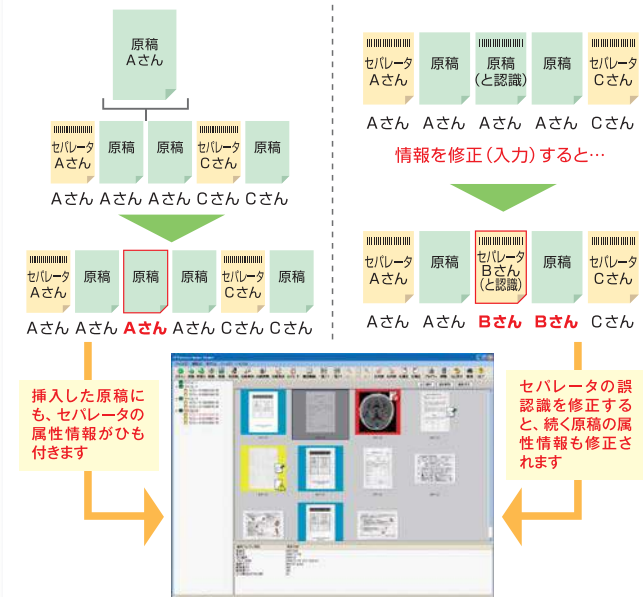 原稿
Aさん
セパレータ
Aさん
原稿
原稿
セパレータ
Cさん
原稿
Aさん Aさん Aさん Cさん Cさん
セパレータ
Aさん
原稿
原稿
原稿
セパレータ
Cさん
原稿
Aさん Aさん Aさん Aさん Cさん Cさん
挿入した原稿に
も、セパレータの
属性情報がひも
付きます
セパレータ
Aさん
原稿
原稿
(と認識)
原稿
セパレータ
Cさん
Aさん Aさん Aさん Aさん Cさん
情報を修正(入力)すると…
セパレータ
Aさん
原稿
セパレータ
Bさん
(と認識)
原稿
セパレータ
Cさん
Aさん Aさん Bさん Bさん Cさん
セパレータの誤
認識を修正する
と、続く原稿の属
性情報も修正さ
れます